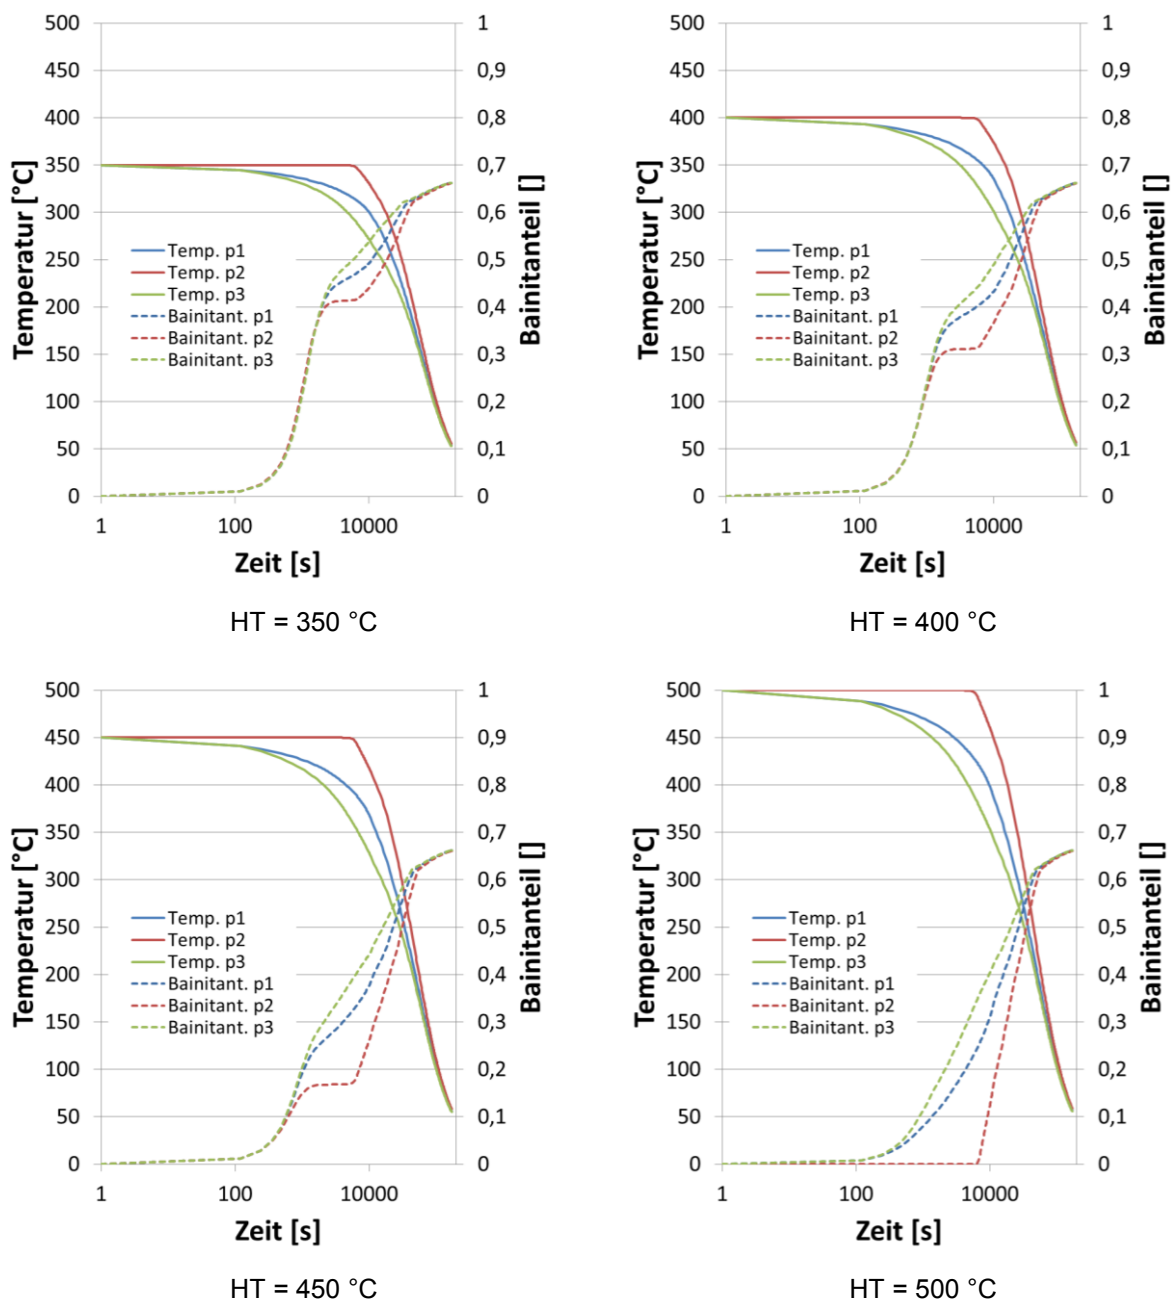 500
450
400
350
300
250
200
150
100
50
0
Temperatur [°C]
1
0,9
0,8
0,7
0,6
0,5
0,4
0,3
0,2
0,1
0
Bainitanteil []
Temp. p1
Temp. p2
Temp. p3
Bainitant. p1
Bainitant. p2
Bainitant. p3
1 100 10000
Zeit [s]
HT = 350 °C
500
450
400
350
300
250
200
150
100
50
0
Temperatur [°C]
1
0,9
0,8
0,7
0,6
0,5
0,4
0,3
0,2
0,1
0
Bainitanteil []
Temp. p1
Temp. p2
Temp. p3
Bainitant. p1
Bainitant. p2
Bainitant. p3
1 100 10000
Zeit [s]
HT = 400 °C
500
450
400
350
300
250
200
150
100
50
0
Temperatur [°C]
1
0,9
0,8
0,7
0,6
0,5
0,4
0,3
0,2
0,1
0
Bainitanteil []
Temp. p1
Temp. p2
Temp. p3
Bainitant. p1
Bainitant. p2
Bainitant. p3
1 100 10000
Zeit [s]
HT = 450 °C
500
450
400
350
300
250
200
150
100
50
0
Temperatur [°C]
1
0,9
0,8
0,7
0,6
0,5
0,4
0,3
0,2
0,1
0
Bainitanteil []
Temp. p1
Temp. p2
Temp. p3
Bainitant. p1
Bainitant. p2
Bainitant. p3
1 100 10000
Zeit [s]
HT = 500 °C